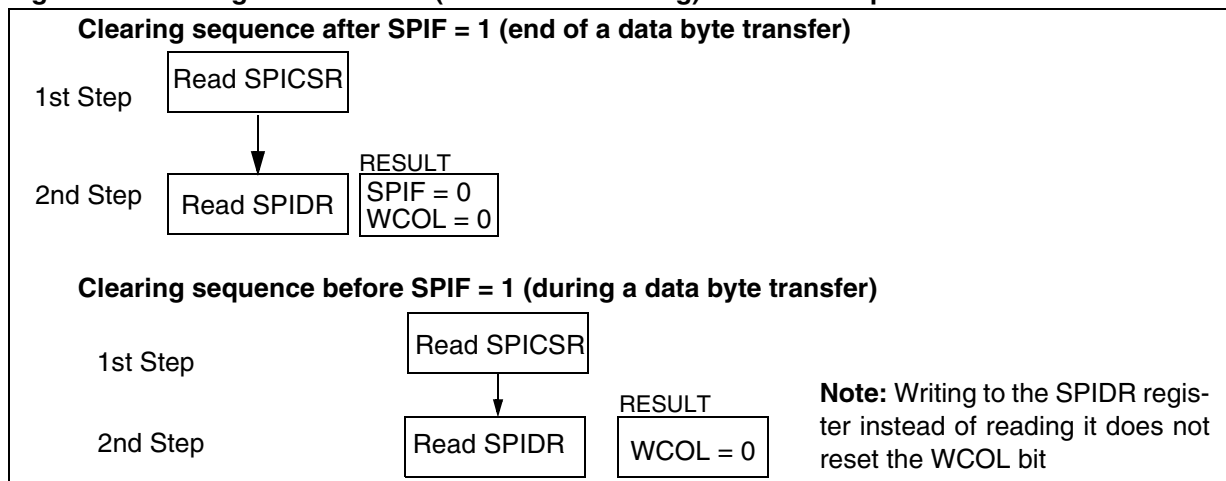 Clearing sequence after SPIF = 1 (end of a data byte transfer)
Read SPICSR
1st Step
RESULT
2nd Step
Read SPIDR
SPIF = 0
WCOL = 0
Clearing sequence before SPIF = 1 (during a data byte transfer)
1st Step
Read SPICSR
RESULT
2nd Step
Read SPIDR
WCOL = 0
Note: Writing to the SPIDR regis-
ter instead of reading it does not
reset the WCOL bit